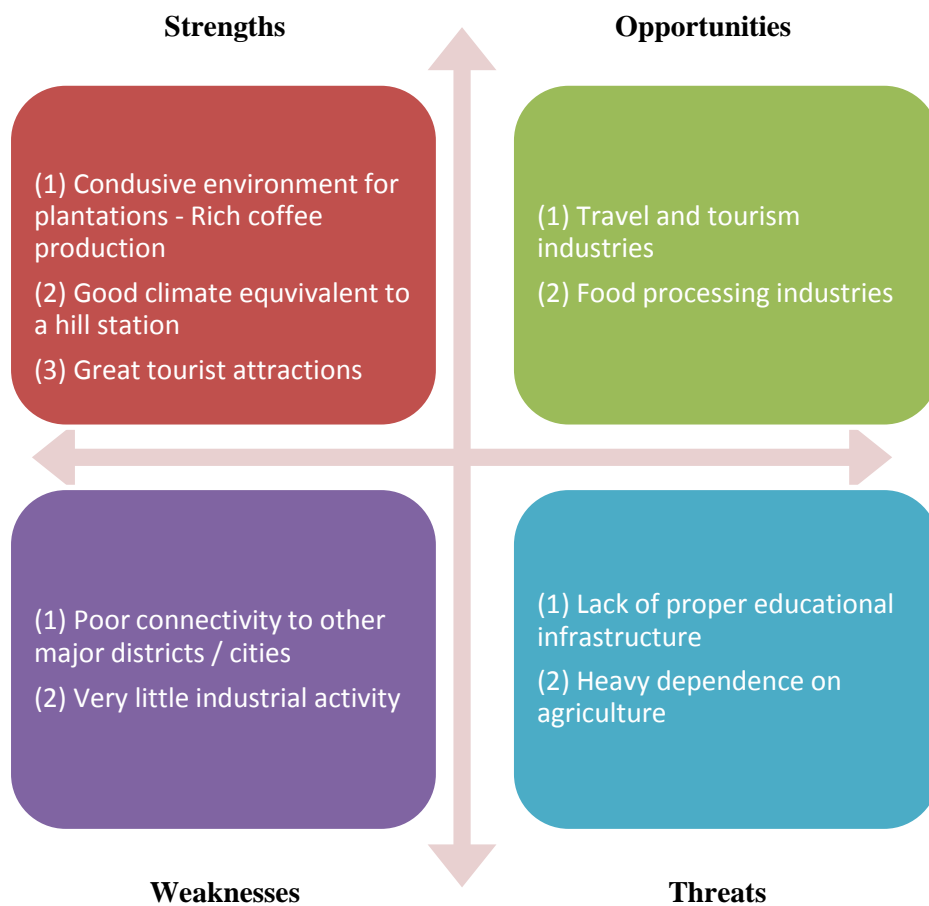 Strengths
Opportunities
(1) Condusive environment for
plantations - Rich coffee
production
(2) Good climate equvivalent to
a hill station
(3) Great tourist attractions
(1) Travel and tourism
industries
(2) Food processing industries
(1) Poor connectivity to other
major districts / cities
(2) Very little industrial activity
(1) Lack of proper educational
infrastructure
(2) Heavy dependence on
agriculture
Weaknesses
Threats